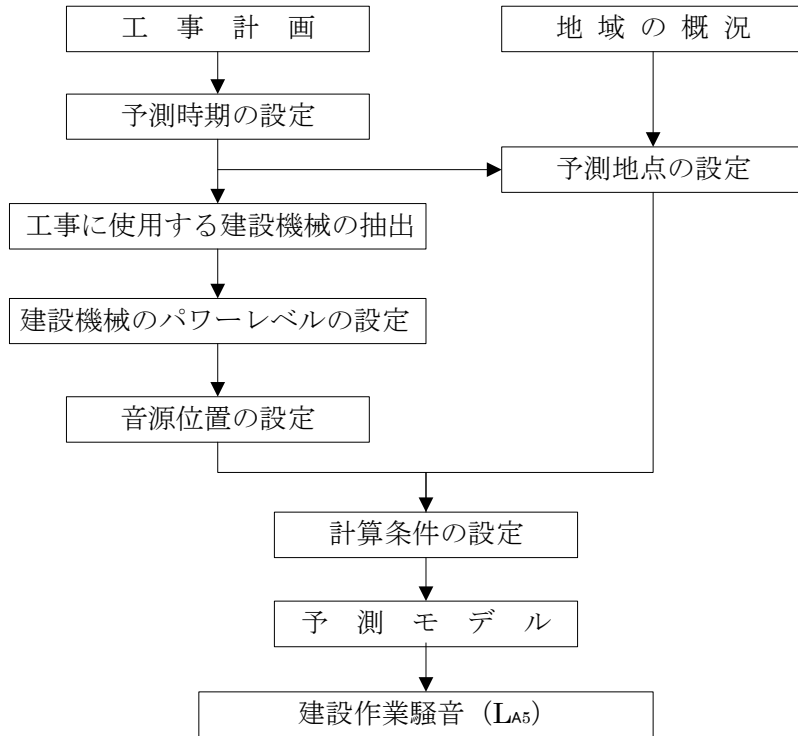 工事計画
地域の概況
予測時期の設定
予測地点の設定
工事に使用する建設機械の抽出
建設機械のパワーレベルの設定
音源位置の設定
計算条件の設定
予測モデル
建設作業騒音（LA5）